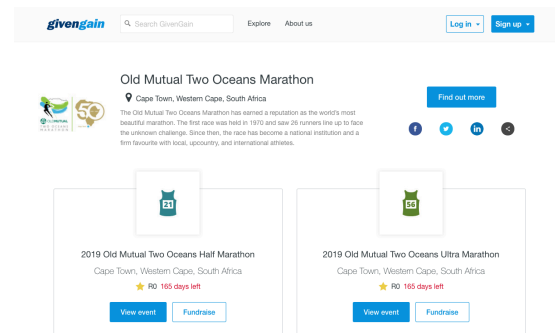 givengain
Search GivenGain
Explore
About us
Log in
Sign up
Old Mutual Two Oceans Marathon
Cape Town, Western Cape, South Africa
Find out more
The Old Mutual Two Oceans Marathon has earned a reputation as the world's most
beautiful marathon. The first race was held in 1970 and saw 26 runners line up to face
the unknown challenge. Since then, the race has become a national institution and a
firm favourite with local, upcountry, and international athletes.
OLDMUTUAL
TWO OCEANS
MARATHON
50
21
56
2019 Old Mutual Two Oceans Half Marathon
Cape Town, Western Cape, South Africa
R0 165 days left
View event
Fundraise
2019 Old Mutual Two Oceans Ultra Marathon
Cape Town, Western Cape, South Africa
R0 165 days left
View event
Fundraise